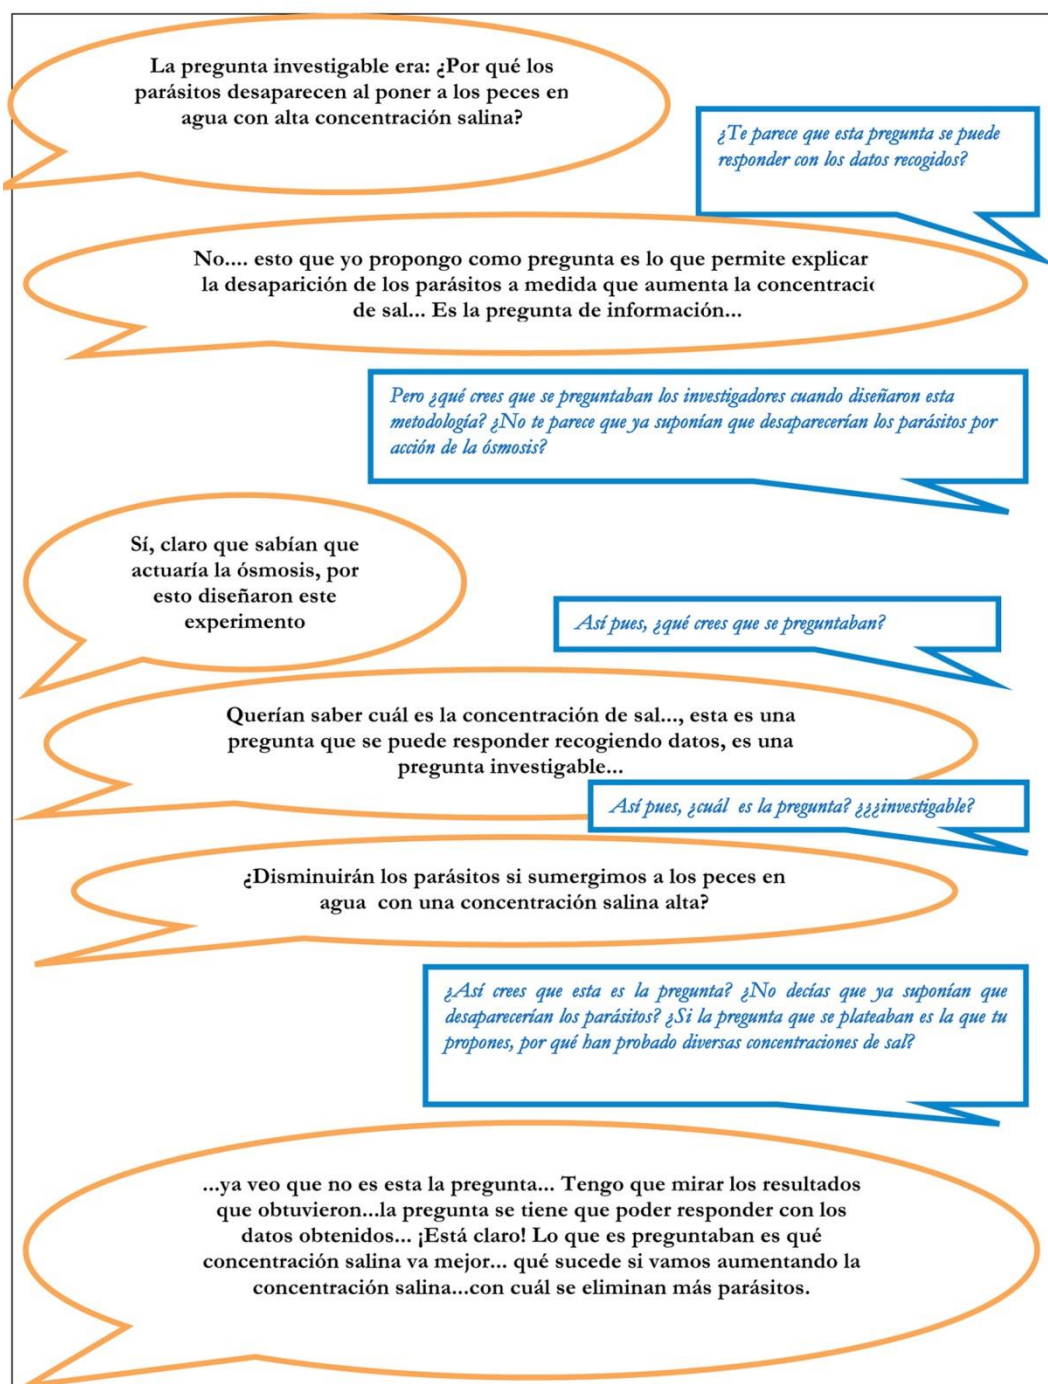 La pregunta investigable era: ¿Por qué los
parásitos desaparecen al poner a los peces en
agua con alta concentración salina?
¿Te parece que esta pregunta se puede
responder con los datos recogidos?
No.... esto que yo propongo como pregunta es lo que permite explicar
la desaparición de los parásitos a medida que aumenta la concentració
de sal... Es la pregunta de información...
Pero ¿qué crees que se preguntaban los investigadores cuando diseñaron esta
metodología? ¿No te parece que ya suponían que desaparecerían los parásitos por
acción de la ósmosis?
Sí, claro que sabían que
actuaría la ósmosis, por
esto diseñaron este
experimento
Así pues, ¿qué crees que se preguntaban?
Querían saber cuál es la concentración de sal..., esta es una
pregunta que se puede responder recogiendo datos, es una
pregunta investigable...
Así pues, ¿cuál es la pregunta? ¿¿¿investigable?
¿Disminuirán los parásitos si sumergimos a los peces en
agua con una concentración salina alta?
¿Así crees que esta es la pregunta? ¿No decías que ya suponían que
desaparecerían los parásitos? ¿Si la pregunta que se plateaban es la que tu
propones, por qué han probado diversas concentraciones de sal?
...ya veo que no es esta la pregunta... Tengo que mirar los resultados
que obtuvieron...la pregunta se tiene que poder responder con los
datos obtenidos... ¡Está claro! Lo que es preguntaban es qué
concentración salina va mejor... qué sucede si vamos aumentando la
concentración salina...con cuál se eliminan más parásitos.